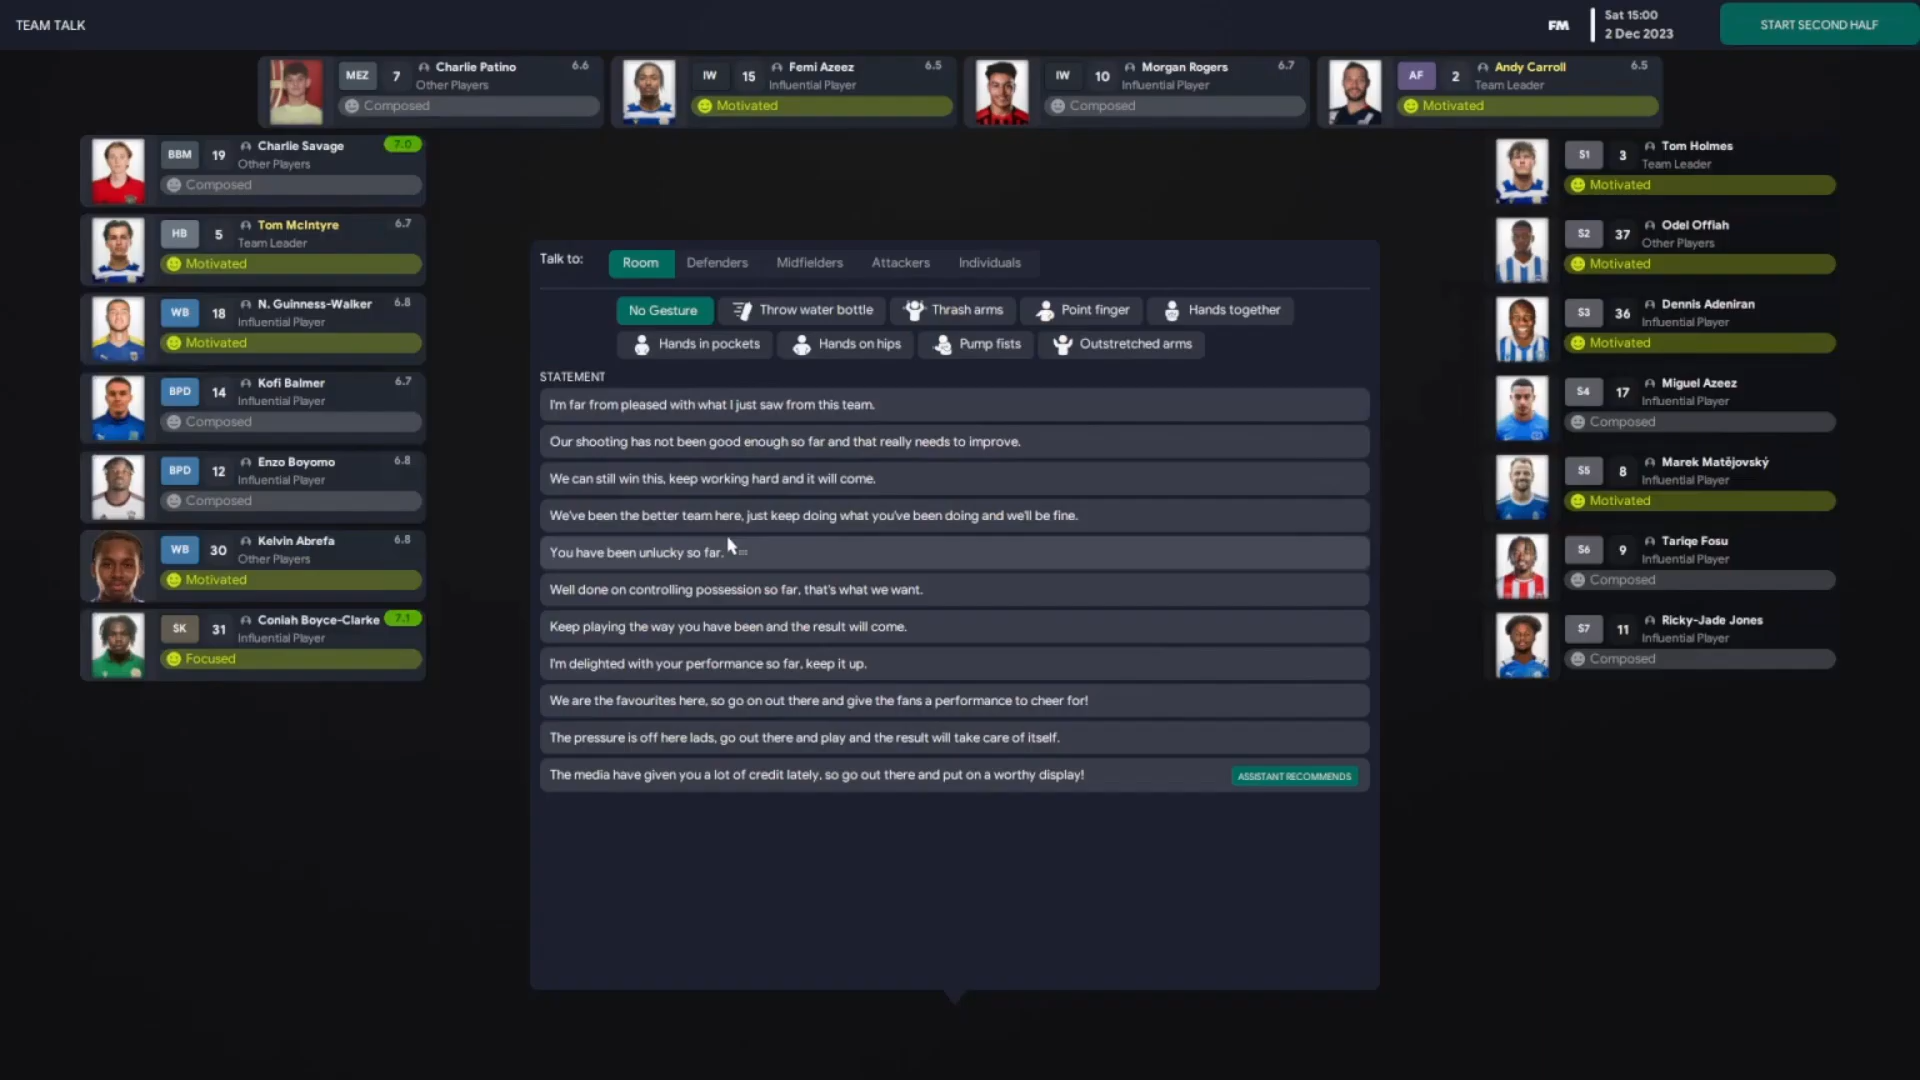 TEAM TALK
FM
Sat 15:00
2 Dec 2023
START SECOND HALF
MEZ 7 Charlie Patino 6.6
Other Players
Composed
IW 15 Femi Azeez 6.5
Influential Player
Motivated
IW 10 Morgan Rogers 6.7
Influential Player
Composed
AF 2 Andy Carroll 6.5
Team Leader
Motivated
BBM 19 Charlie Savage 7.0
Other Players
Composed
HB 5 Tom McIntyre 6.7
Team Leader
Motivated
WB 18 N. Guinness-Walker 6.8
Influential Player
Motivated
BPD 14 Kofi Balmer 6.7
Influential Player
Composed
BPD 12 Enzo Boyomo 6.8
Influential Player
Composed
WB 30 Kelvin Abrefa 6.8
Other Players
Motivated
SK 31 Coniah Boyce-Clarke 7.1
Influential Player
Focused
Talk to: Room Defenders Midfielders Attackers Individuals
No Gesture Throw water bottle Thrash arms Point finger Hands together
Hands in pockets Hands on hips Pump fists Outstretched arms
STATEMENT
I'm far from pleased with what I just saw from this team.
Our shooting has not been good enough so far and that really needs to improve.
We can still win this, keep working hard and it will come.
We've been the better team here, just keep doing what you've been doing and we'll be fine.
You have been unlucky so far.
Well done on controlling possession so far, that's what we want.
Keep playing the way you have been and the result will come.
I'm delighted with your performance so far, keep it up.
We are the favourites here, so go on out there and give the fans a performance to cheer for!
The pressure is off here lads, go out there and play and the result will take care of itself.
The media have given you a lot of credit lately, so go out there and put on a worthy display! ASSISTANT RECOMMENDS
S1 3 Tom Holmes
Team Leader
Motivated
S2 37 Odel Offiah
Other Players
Motivated
S3 36 Dennis Adeniran
Influential Player
Motivated
S4 17 Miguel Azeez
Influential Player
Composed
S5 8 Marek Matějovský
Influential Player
Motivated
S6 9 Tariqe Fosu
Influential Player
Composed
S7 11 Ricky-Jade Jones
Influential Player
Composed